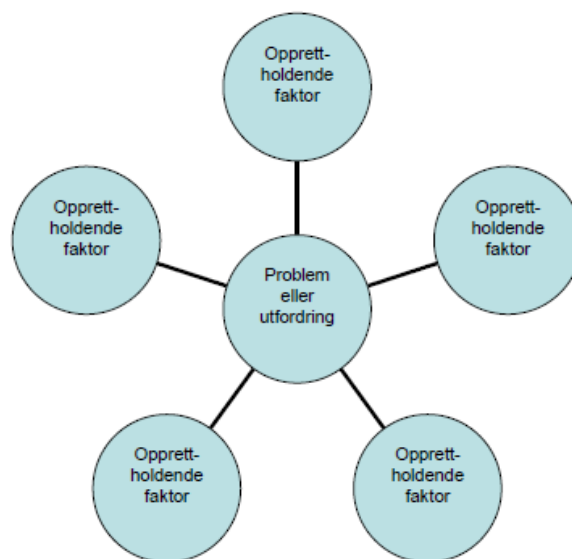 Opprett-
holdende
faktor
Opprett-
holdende
faktor
Opprett-
holdende
faktor
Problem
eller
utfordring
Opprett-
holdende
faktor
Opprett-
holdende
faktor